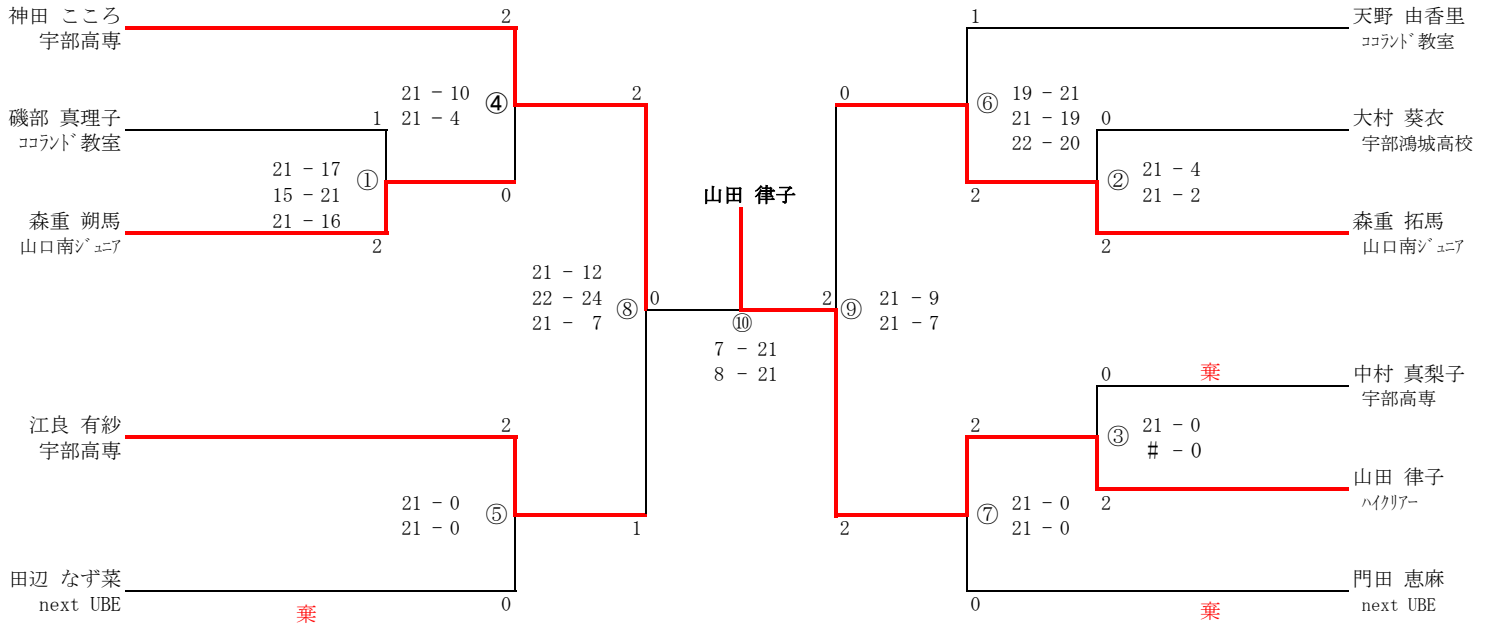 神田 こころ
宇部高専
2
磯部 真理子
ココランド教室
1
森重 朔馬
山口南ジュニア
2
① 21 - 17
15 - 21
21 - 16
④ 21 - 10
21 - 4
0
2
江良 有紗
宇部高専
2
田辺 なず菜
next UBE
棄
0
⑤ 21 - 0
21 - 0
1
⑧ 21 - 12
22 - 24
21 - 7
0
山田 律子
⑩
7 - 21
8 - 21
2
⑨ 21 - 9
21 - 7
0
2
天野 由香里
ココランド教室
1
⑥ 19 - 21
21 - 19
22 - 20
2
大村 葵衣
宇部鴻城高校
0
② 21 - 4
21 - 2
森重 拓馬
山口南ジュニア
2
中村 真梨子
宇部高専
棄
0
③ 21 - 0
# - 0
山田 律子
ハイクリアー
2
2
⑦ 21 - 0
21 - 0
門田 恵麻
next UBE
棄
0